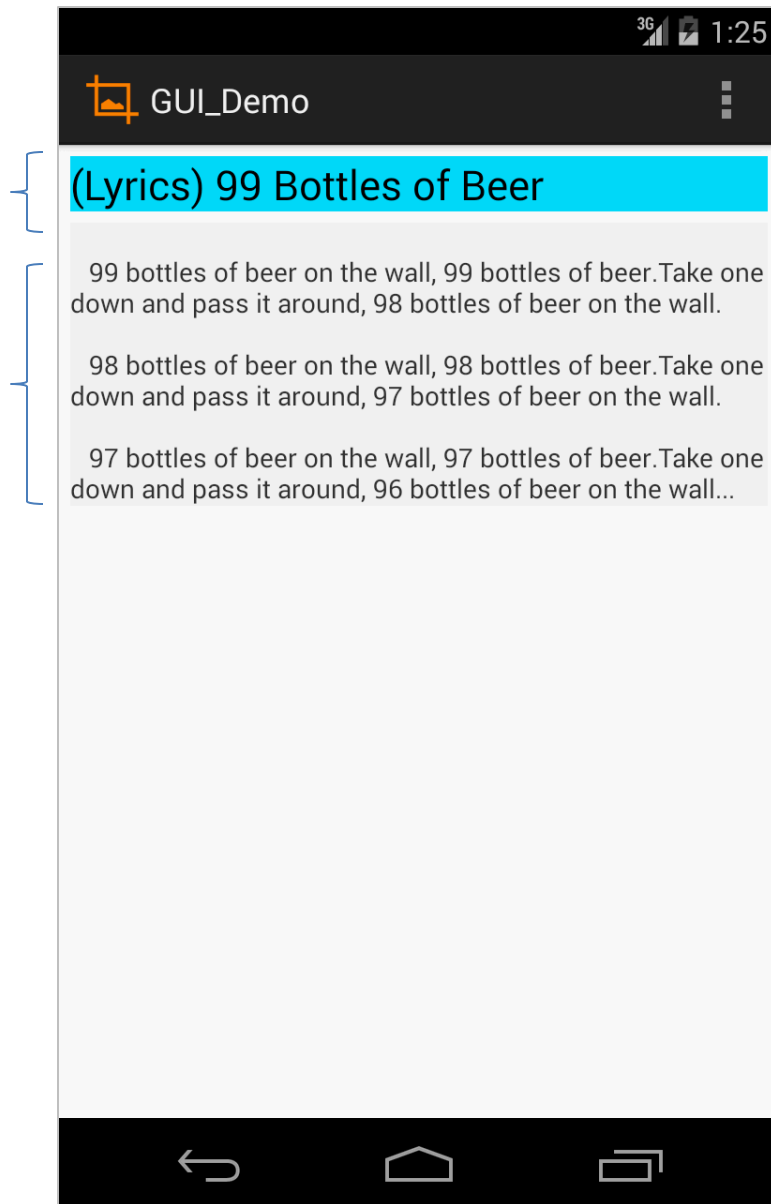 3G 1:25
GUI_Demo
(Lyrics) 99 Bottles of Beer
99 bottles of beer on the wall, 99 bottles of beer.Take one
down and pass it around, 98 bottles of beer on the wall.
98 bottles of beer on the wall, 98 bottles of beer.Take one
down and pass it around, 97 bottles of beer on the wall.
97 bottles of beer on the wall, 97 bottles of beer.Take one
down and pass it around, 96 bottles of beer on the wall...